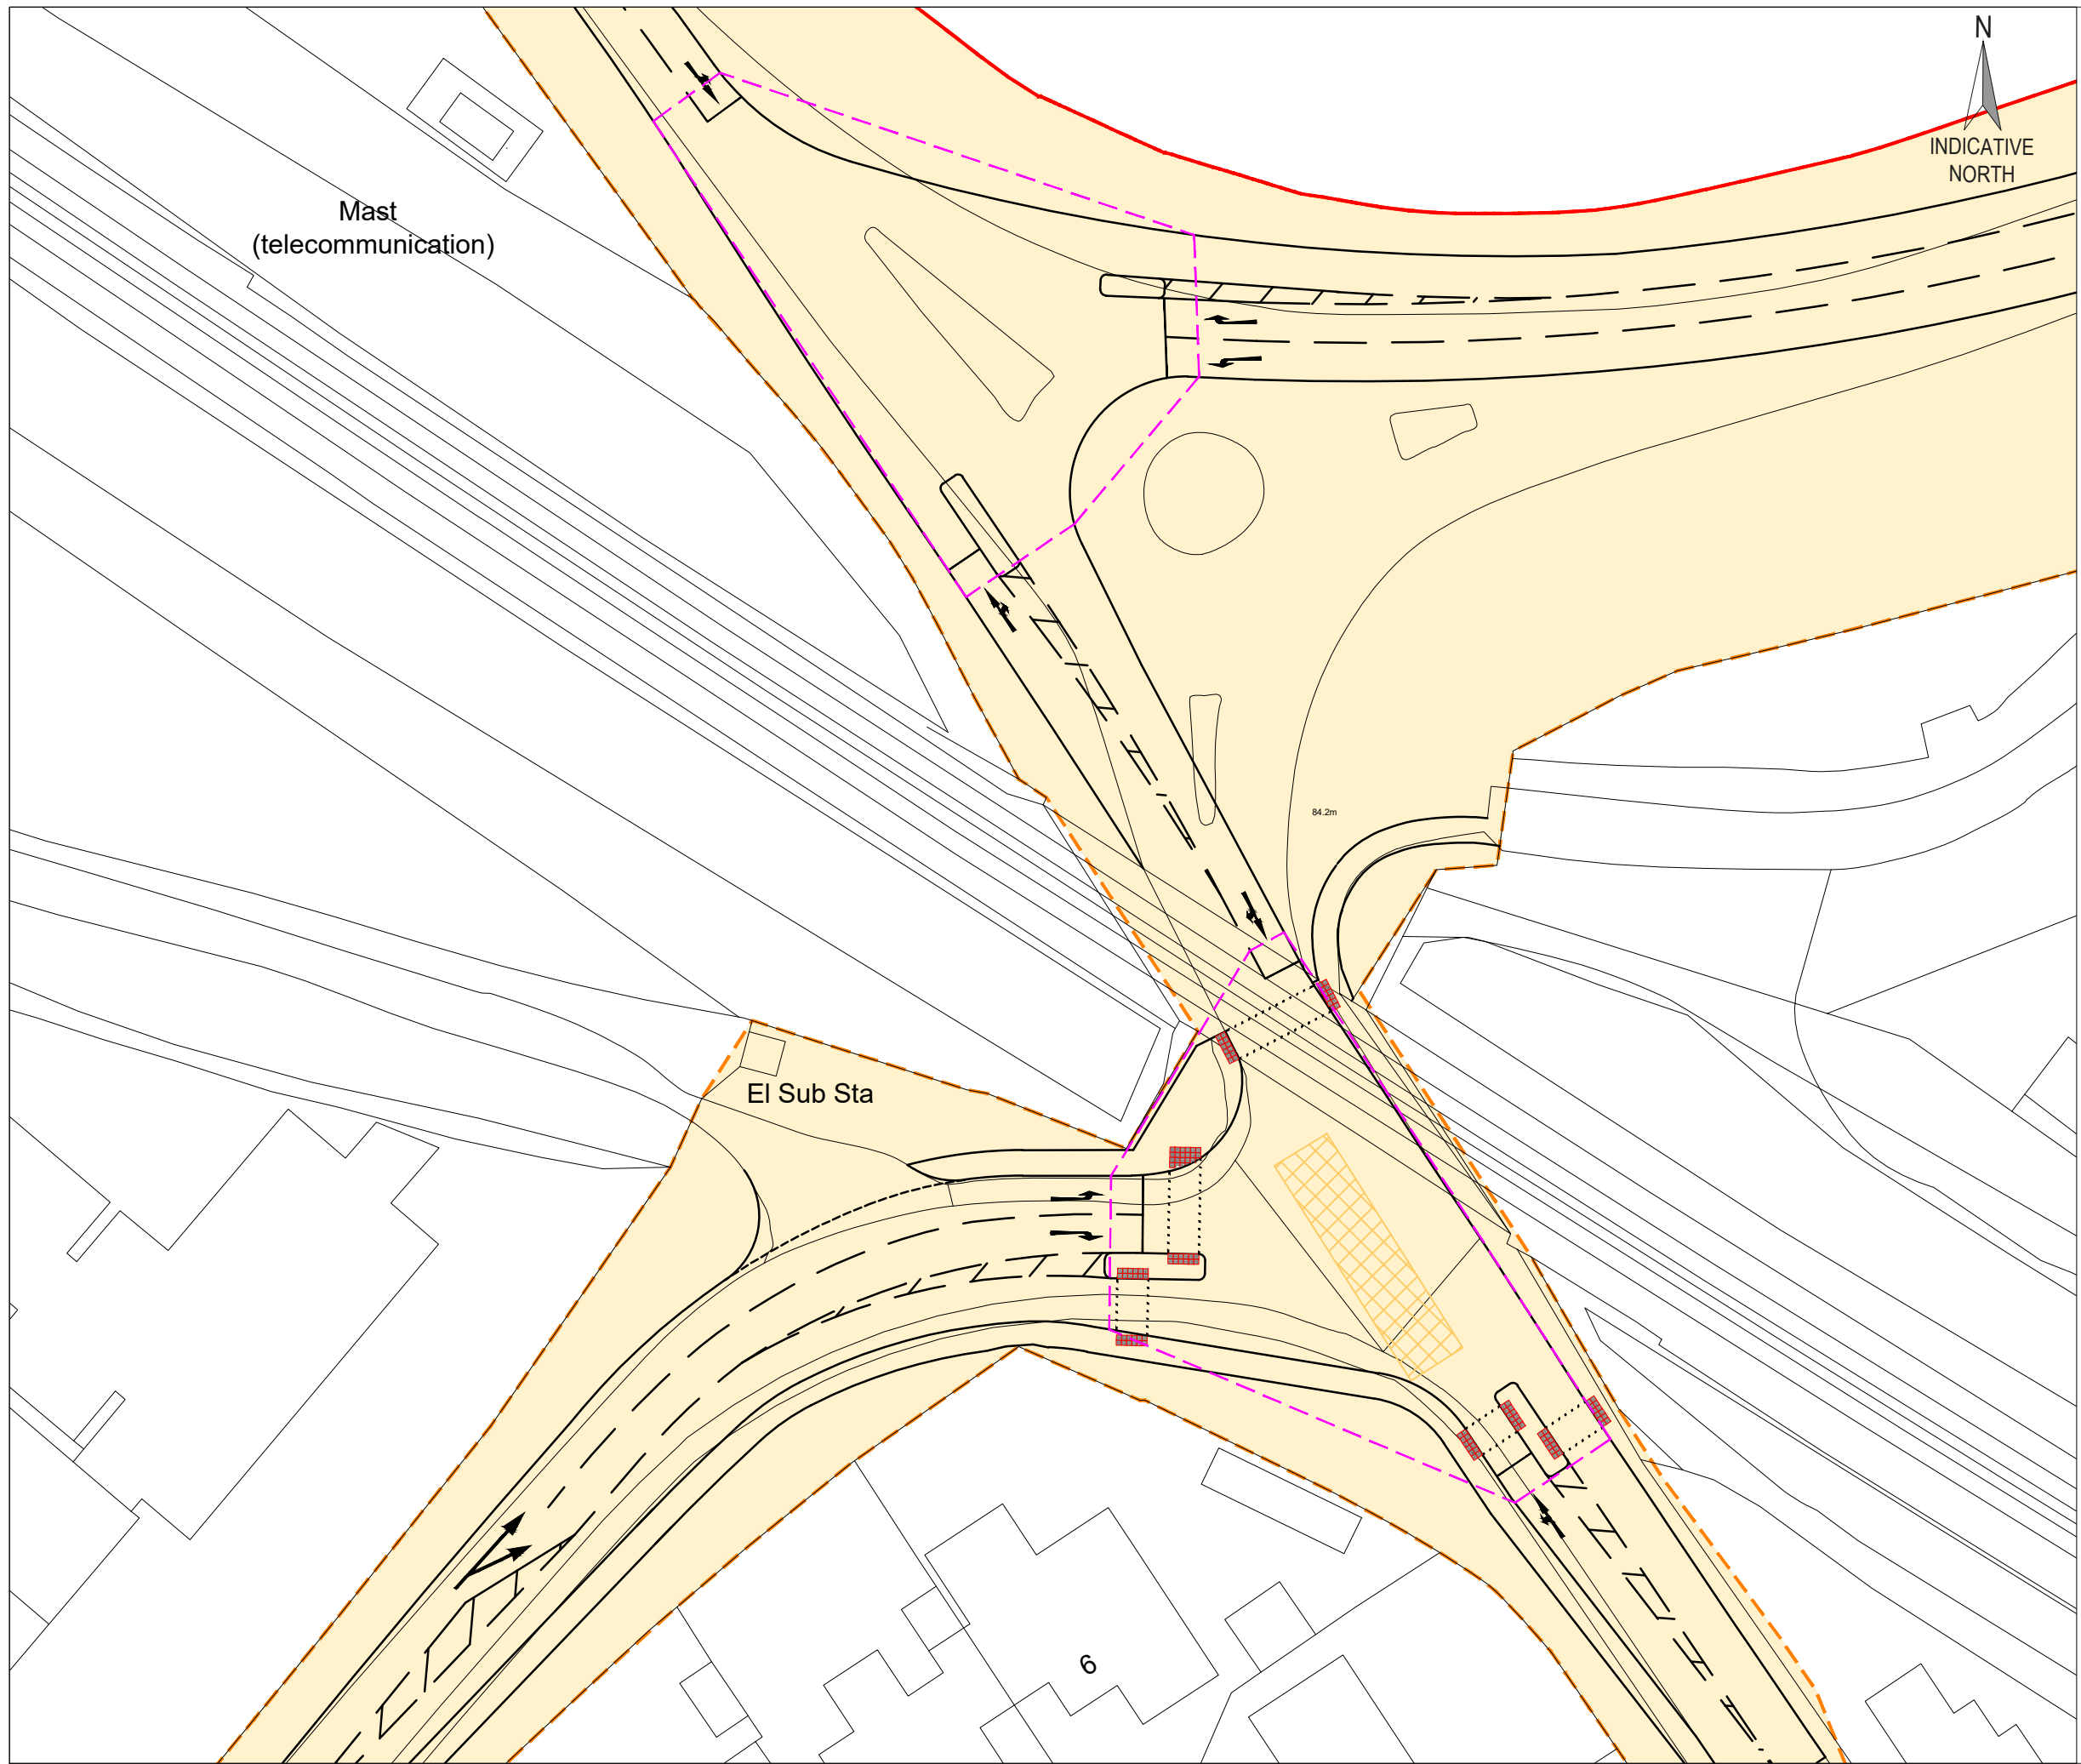 N
INDICATIVE
NORTH
Mast
(telecommunication)
84.2m
El Sub Sta
6